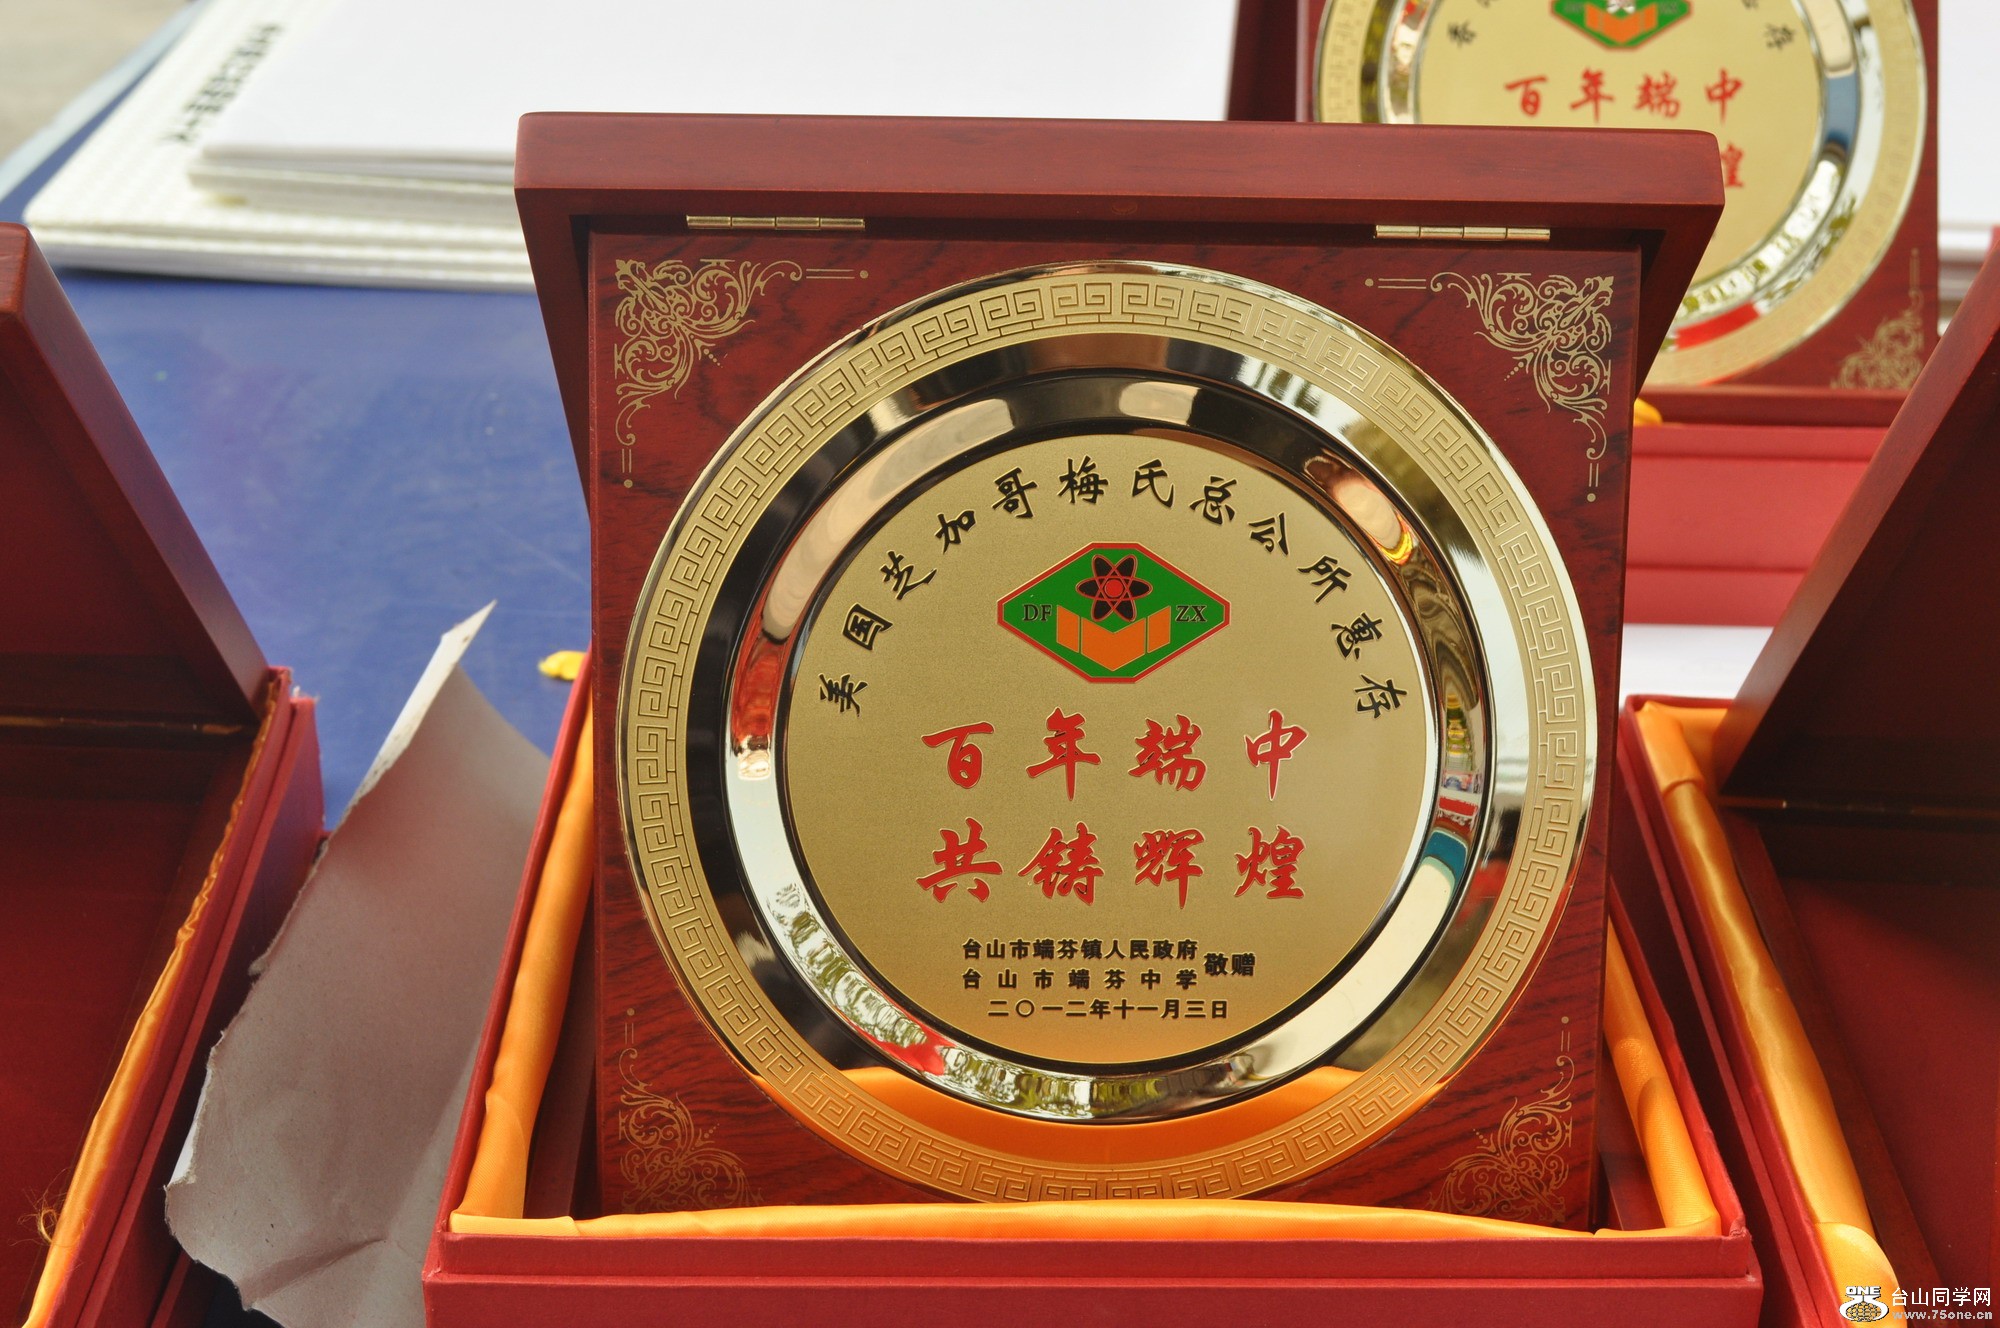 美国芝加哥梅氏总公所惠存
DF ZX
百年端中
共铸辉煌
台山市端芬镇人民政府
台山市端芬中学
敬赠
二〇一二年十一月三日
百年端中
煌
ONE
台山同学网
www.75one.cn